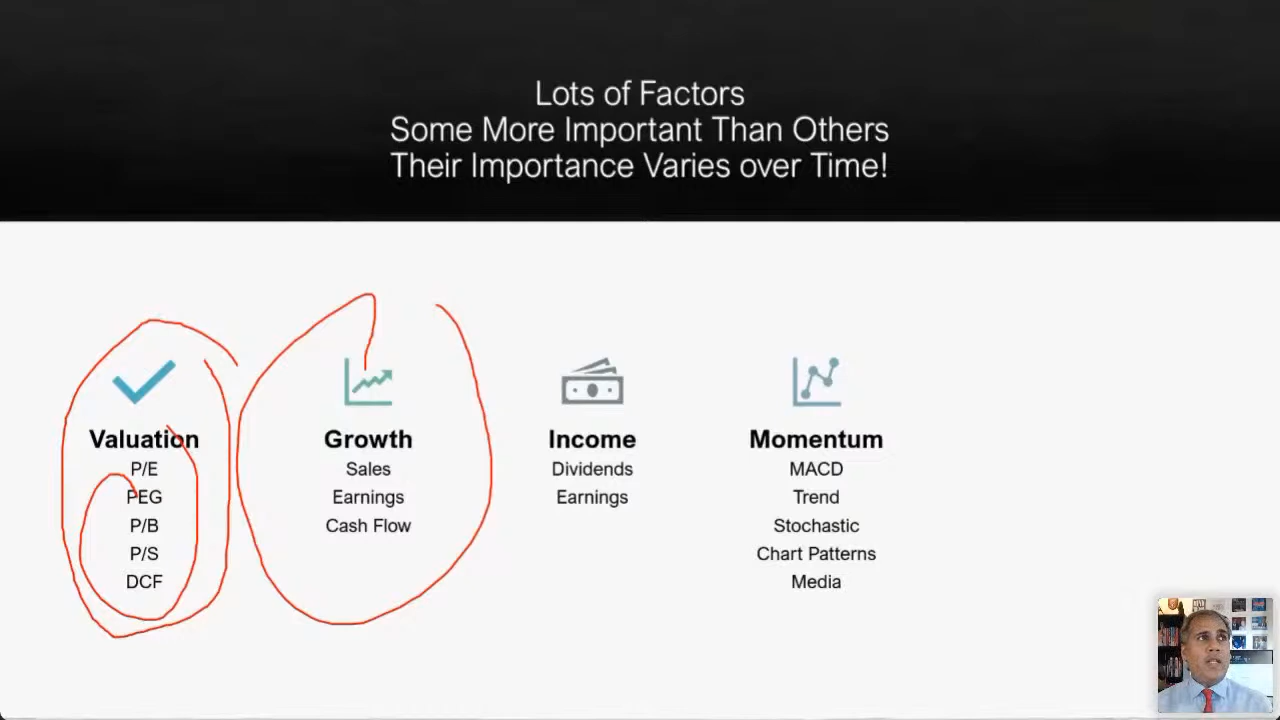 Lots of Factors
Some More Important Than Others
Their Importance Varies over Time!
Valuation
P/E
PEG
P/B
P/S
DCF
Growth
Sales
Earnings
Cash Flow
Income
Dividends
Earnings
Momentum
MACD
Trend
Stochastic
Chart Patterns
Media